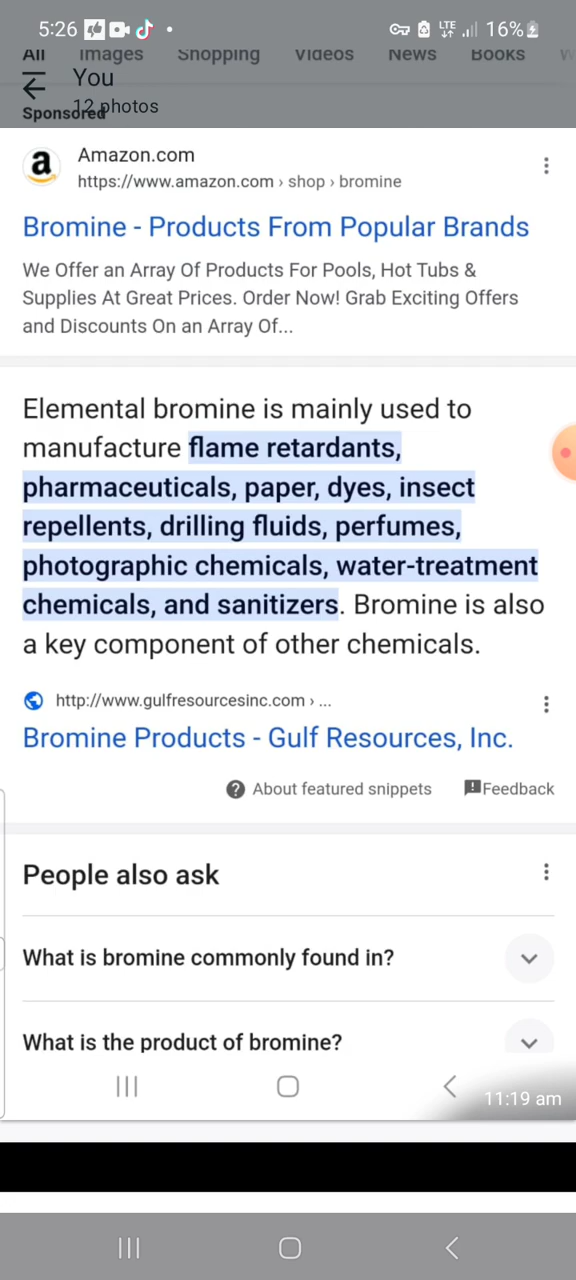 5:26
LTE 16%
All Images Shopping Videos News Books
You
12 photos
Sponsored
Amazon.com
https://www.amazon.com › shop › bromine
Bromine - Products From Popular Brands
We Offer an Array Of Products For Pools, Hot Tubs &
Supplies At Great Prices. Order Now! Grab Exciting Offers
and Discounts On an Array Of...
Elemental bromine is mainly used to
manufacture flame retardants,
pharmaceuticals, paper, dyes, insect
repellents, drilling fluids, perfumes,
photographic chemicals, water-treatment
chemicals, and sanitizers. Bromine is also
a key component of other chemicals.
http://www.gulfresourcesinc.com › ...
Bromine Products - Gulf Resources, Inc.
About featured snippets Feedback
People also ask
What is bromine commonly found in?
What is the product of bromine?
11:19 am